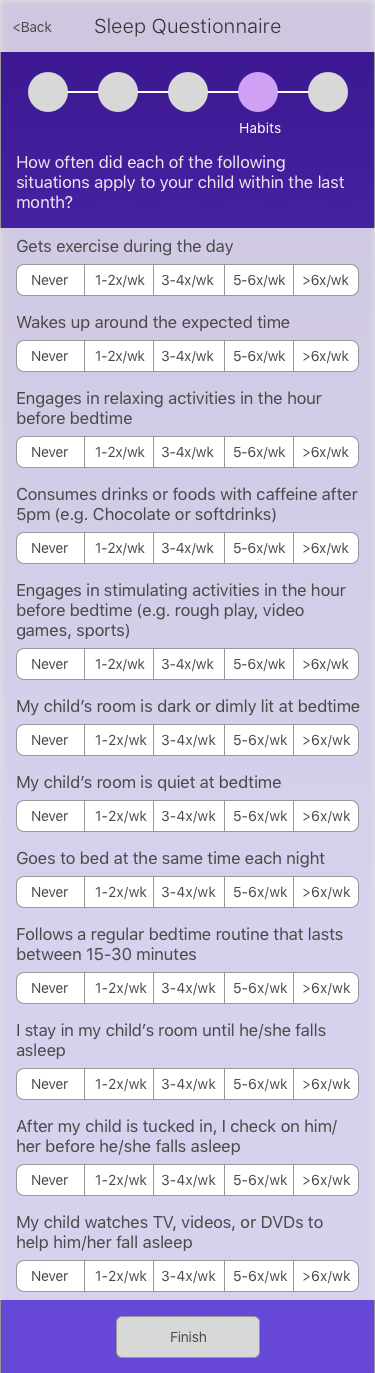 <Back Sleep Questionnaire
Habits
How often did each of the following
situations apply to your child within the last
month?
Gets exercise during the day
Never 1-2x/wk 3-4x/wk 5-6x/wk >6x/wk
Wakes up around the expected time
Never 1-2x/wk 3-4x/wk 5-6x/wk >6x/wk
Engages in relaxing activities in the hour
before bedtime
Never 1-2x/wk 3-4x/wk 5-6x/wk >6x/wk
Consumes drinks or foods with caffeine after
5pm (e.g. Chocolate or softdrinks)
Never 1-2x/wk 3-4x/wk 5-6x/wk >6x/wk
Engages in stimulating activities in the hour
before bedtime (e.g. rough play, video
games, sports)
Never 1-2x/wk 3-4x/wk 5-6x/wk >6x/wk
My child’s room is dark or dimly lit at bedtime
Never 1-2x/wk 3-4x/wk 5-6x/wk >6x/wk
My child’s room is quiet at bedtime
Never 1-2x/wk 3-4x/wk 5-6x/wk >6x/wk
Goes to bed at the same time each night
Never 1-2x/wk 3-4x/wk 5-6x/wk >6x/wk
Follows a regular bedtime routine that lasts
between 15-30 minutes
Never 1-2x/wk 3-4x/wk 5-6x/wk >6x/wk
I stay in my child’s room until he/she falls
asleep
Never 1-2x/wk 3-4x/wk 5-6x/wk >6x/wk
After my child is tucked in, I check on him/
her before he/she falls asleep
Never 1-2x/wk 3-4x/wk 5-6x/wk >6x/wk
My child watches TV, videos, or DVDs to
help him/her fall asleep
Never 1-2x/wk 3-4x/wk 5-6x/wk >6x/wk
Finish